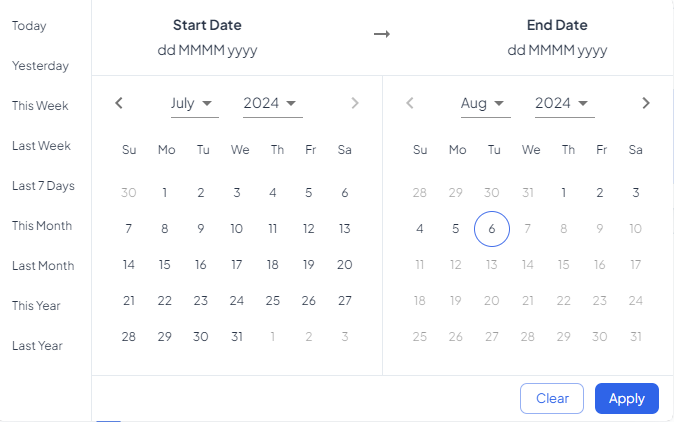 Today
Yesterday
This Week
Last Week
Last 7 Days
This Month
Last Month
This Year
Last Year
Start Date
dd MMMM yyyy
End Date
dd MMMM yyyy
July 2024
Su Mo Tu We Th Fr Sa
30 1 2 3 4 5 6
7 8 9 10 11 12 13
14 15 16 17 18 19 20
21 22 23 24 25 26 27
28 29 30 31 1 2 3
Aug 2024
Su Mo Tu We Th Fr Sa
28 29 30 31 1 2 3
4 5 6 7 8 9 10
11 12 13 14 15 16 17
18 19 20 21 22 23 24
25 26 27 28 29 30 31
Clear Apply